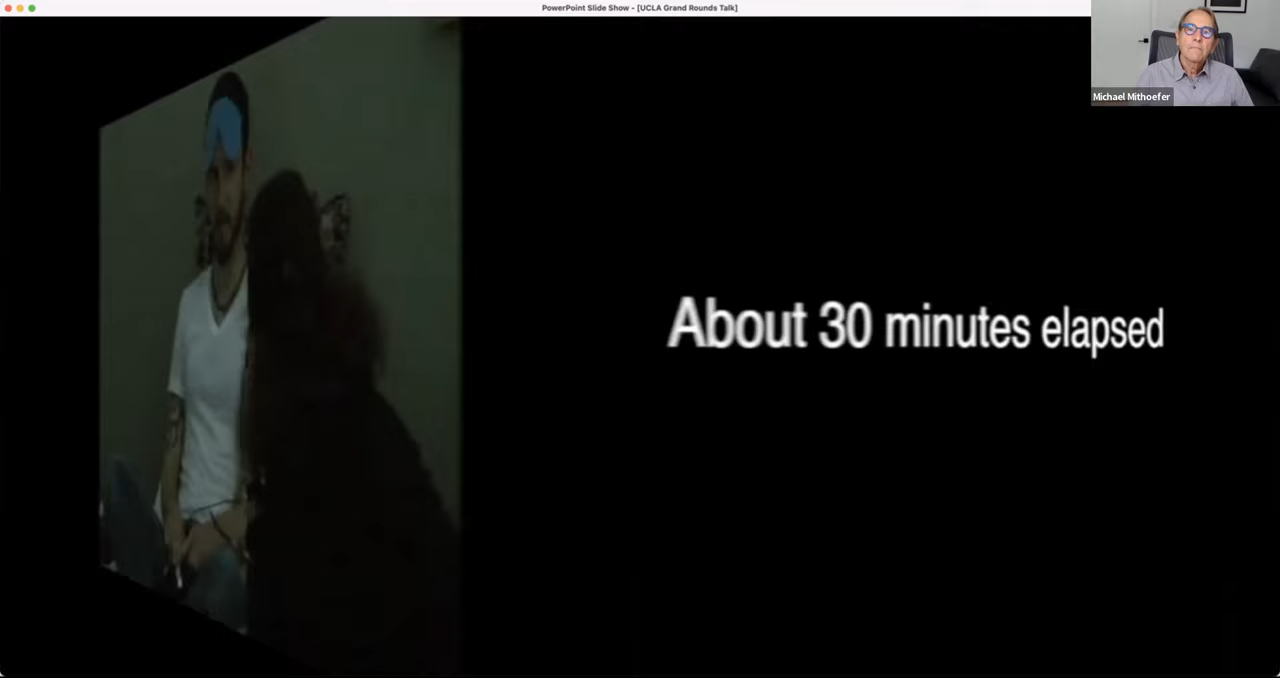 PowerPoint Slide Show - [UCLA Grand Rounds Talk]
Michael Mithoefer
About 30 minutes elapsed